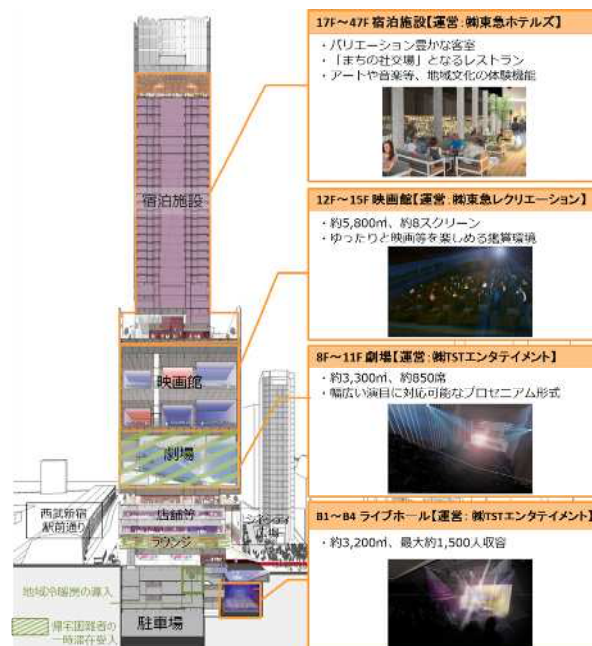 17F～47F 宿泊施設【運営：㈱東急ホテルズ】
・バリエーション豊かな客室
・「まちの社交場」となるレストラン
・アートや音楽等、地域文化の体験機能
12F～15F 映画館【運営：㈱東急レクリエーション】
・約5,800㎡、約8スクリーン
・ゆったりと映画等を楽しめる鑑賞環境
8F～11F 劇場【運営：㈱TSTエンタテイメント】
・約3,300㎡、約850席
・幅広い演目に対応可能なプロセニアム形式
B1～B4 ライブホール【運営：㈱TSTエンタテイメント】
・約3,200㎡、最大約1,500人収容
宿泊施設
映画館
劇場
店舗等
ラウンジ
西武新宿
駅前通り
シネシティ
広場
地域冷暖房の導入
駐車場
帰宅困難者の
一時滞在受入